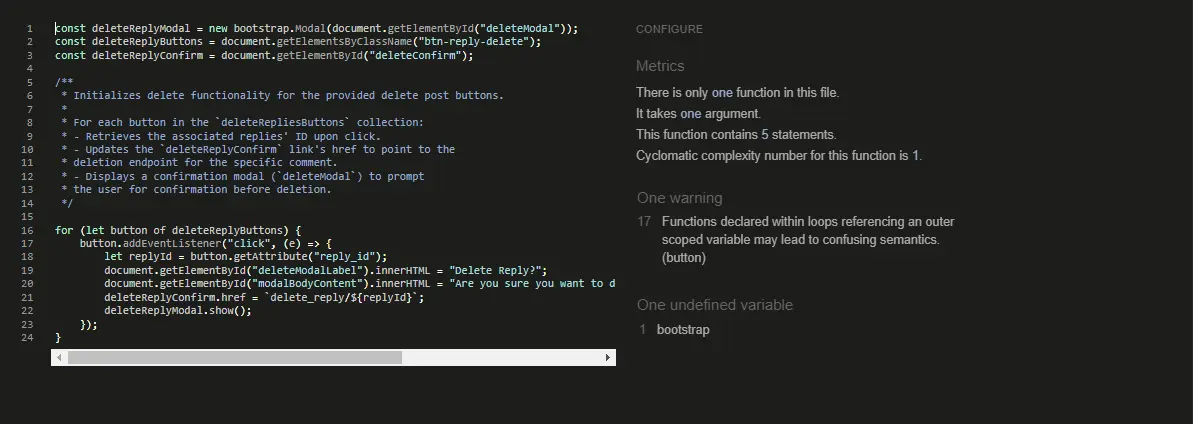 1 const deleteReplyModal = new bootstrap.Modal(document.getElementById("deleteModal"));
2 const deleteReplyButtons = document.getElementsByClassName("btn-reply-delete");
3 const deleteReplyConfirm = document.getElementById("deleteConfirm");
4
5 /**
6 * Initializes delete functionality for the provided delete post buttons.
7 *
8 * For each button in the `deleteRepliesButtons` collection:
9 * - Retrieves the associated replies' ID upon click.
10 * - Updates the `deleteReplyConfirm` link's href to point to the
11 * deletion endpoint for the specific comment.
12 * - Displays a confirmation modal (`deleteModal`) to prompt
13 * the user for confirmation before deletion.
14 */
15
16 for (let button of deleteReplyButtons) {
17 button.addEventListener("click", (e) => {
18 let replyId = button.getAttribute("reply_id");
19 document.getElementById("deleteModalLabel").innerHTML = "Delete Reply?";
20 document.getElementById("modalBodyContent").innerHTML = "Are you sure you want to d
21 deleteReplyConfirm.href = `delete_reply/${replyId}`;
22 deleteReplyModal.show();
23 });
24 }
CONFIGURE
Metrics
There is only one function in this file.
It takes one argument.
This function contains 5 statements.
Cyclomatic complexity number for this function is 1.
One warning
17 Functions declared within loops referencing an outer
scoped variable may lead to confusing semantics.
(button)
One undefined variable
1 bootstrap